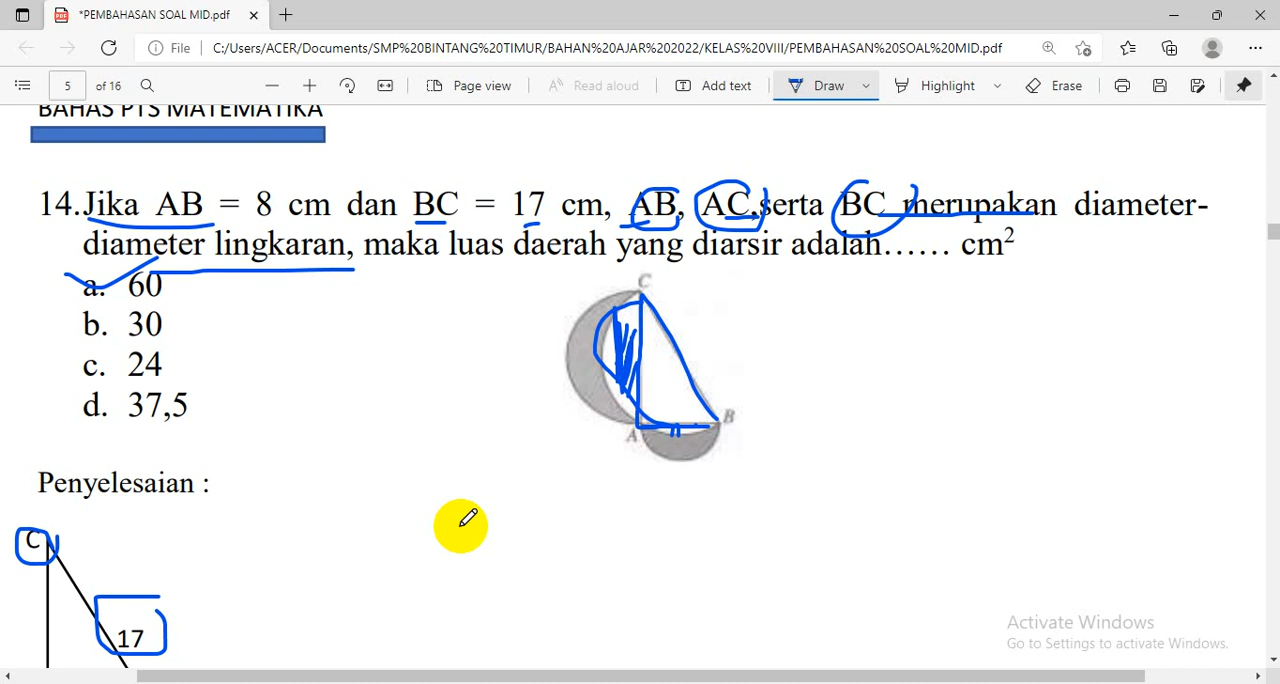 *PEMBAHASAN SOAL MID.pdf
File C:/Users/ACER/Documents/SMP%20BINTANG%20TIMUR/BAHAN%20AJAR%202022/KELAS%20VIII/PEMBAHASAN%20SOAL%20MID.pdf
5 of 16 Page view Read aloud Add text Draw Highlight Erase
BAHAS PTS MATEMATIKA
14. Jika AB = 8 cm dan BC = 17 cm, AB, AC, serta BC merupakan diameter-
diameter lingkaran, maka luas daerah yang diarsir adalah…… cm²
a. 60
b. 30
c. 24
d. 37,5
C
B
A
Penyelesaian :
C
17
Activate Windows
Go to Settings to activate Windows.